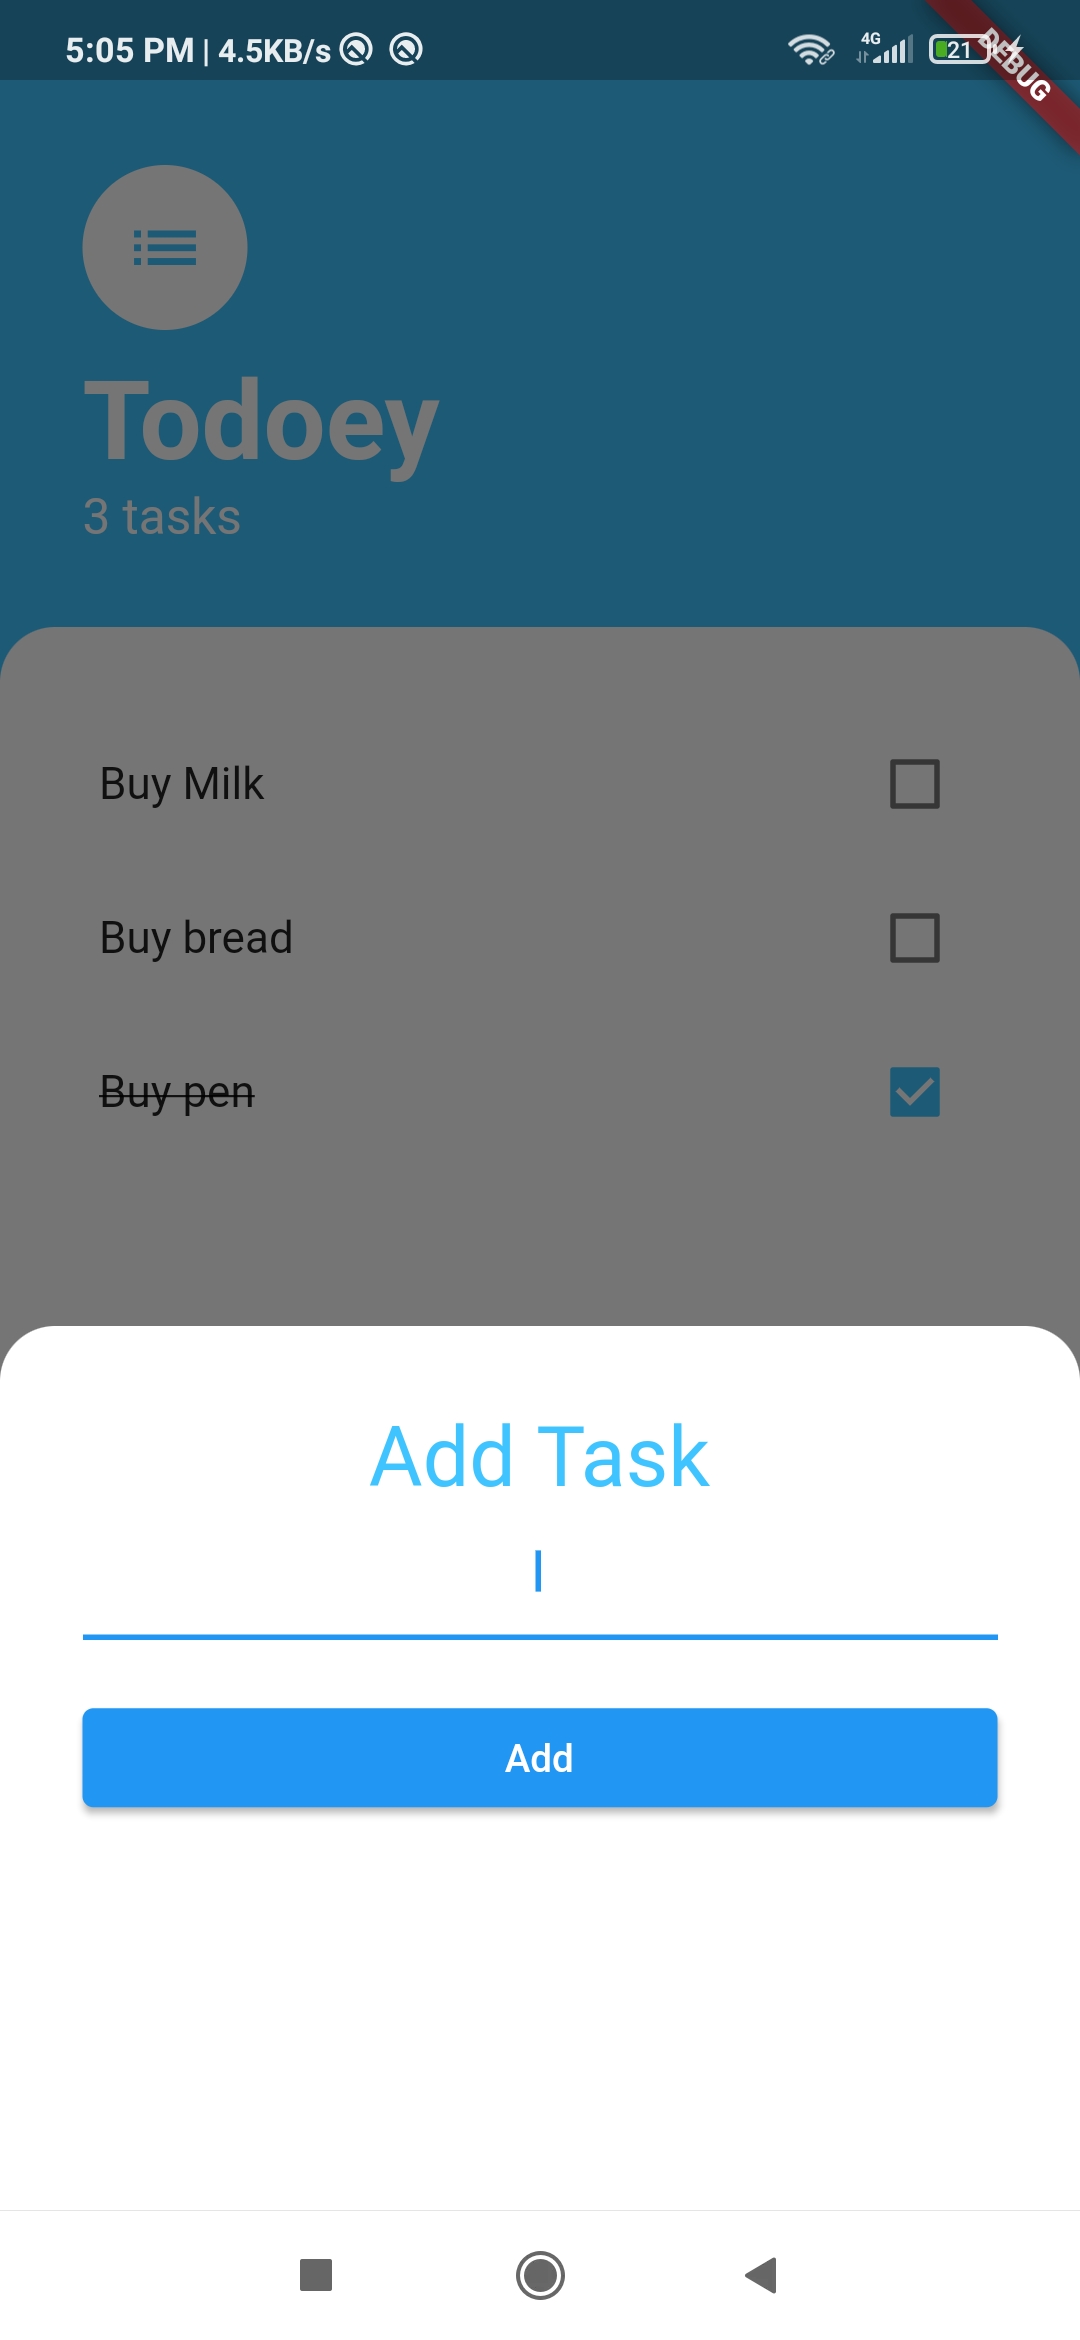 5:05 PM | 4.5KB/s
4G
21
DEBUG
Todoey
3 tasks
Buy Milk
Buy bread
Buy pen
Add Task
Add